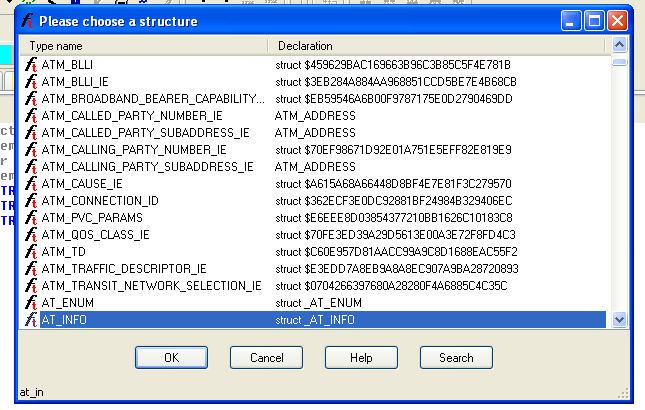 Please choose a structure
Type name Declaration
ATM_BLLI struct $459629BAC169663B96C3B85C5F4E781B
ATM_BLLI_IE struct $3EB284A884AA968851CCD5BE7E4B68CB
ATM_BROADBAND_BEARER_CAPABILITY... struct $EB59546A6B00F9787175E0D2790469DD
ATM_CALLED_PARTY_NUMBER_IE ATM_ADDRESS
ATM_CALLED_PARTY_SUBADDRESS_IE ATM_ADDRESS
ATM_CALLING_PARTY_NUMBER_IE struct $70EF98671D92E01A751E5EFF82E819E9
ATM_CALLING_PARTY_SUBADDRESS_IE ATM_ADDRESS
ATM_CAUSE_IE struct $A615A68A66448D8BF4E7E81F3C279570
ATM_CONNECTION_ID struct $362ECF3E0DC92881BF24984B329406EC
ATM_PVC_PARAMS struct $E6EEE8D03854377210BB1626C10183C8
ATM_QOS_CLASS_IE struct $70FE3ED39A29D5613E00A3E72F8FD4C3
ATM_TD struct $C60E957D81AACC99A9C8D1688EAC55F2
ATM_TRAFFIC_DESCRIPTOR_IE struct $E3EDD7A8EB9A8A8EC907A9BA28720893
ATM_TRANSIT_NETWORK_SELECTION_IE struct $0704266397680A28280F4A6885C4C35C
AT_ENUM struct _AT_ENUM
AT_INFO struct _AT_INFO
OK Cancel Help Search
at_in